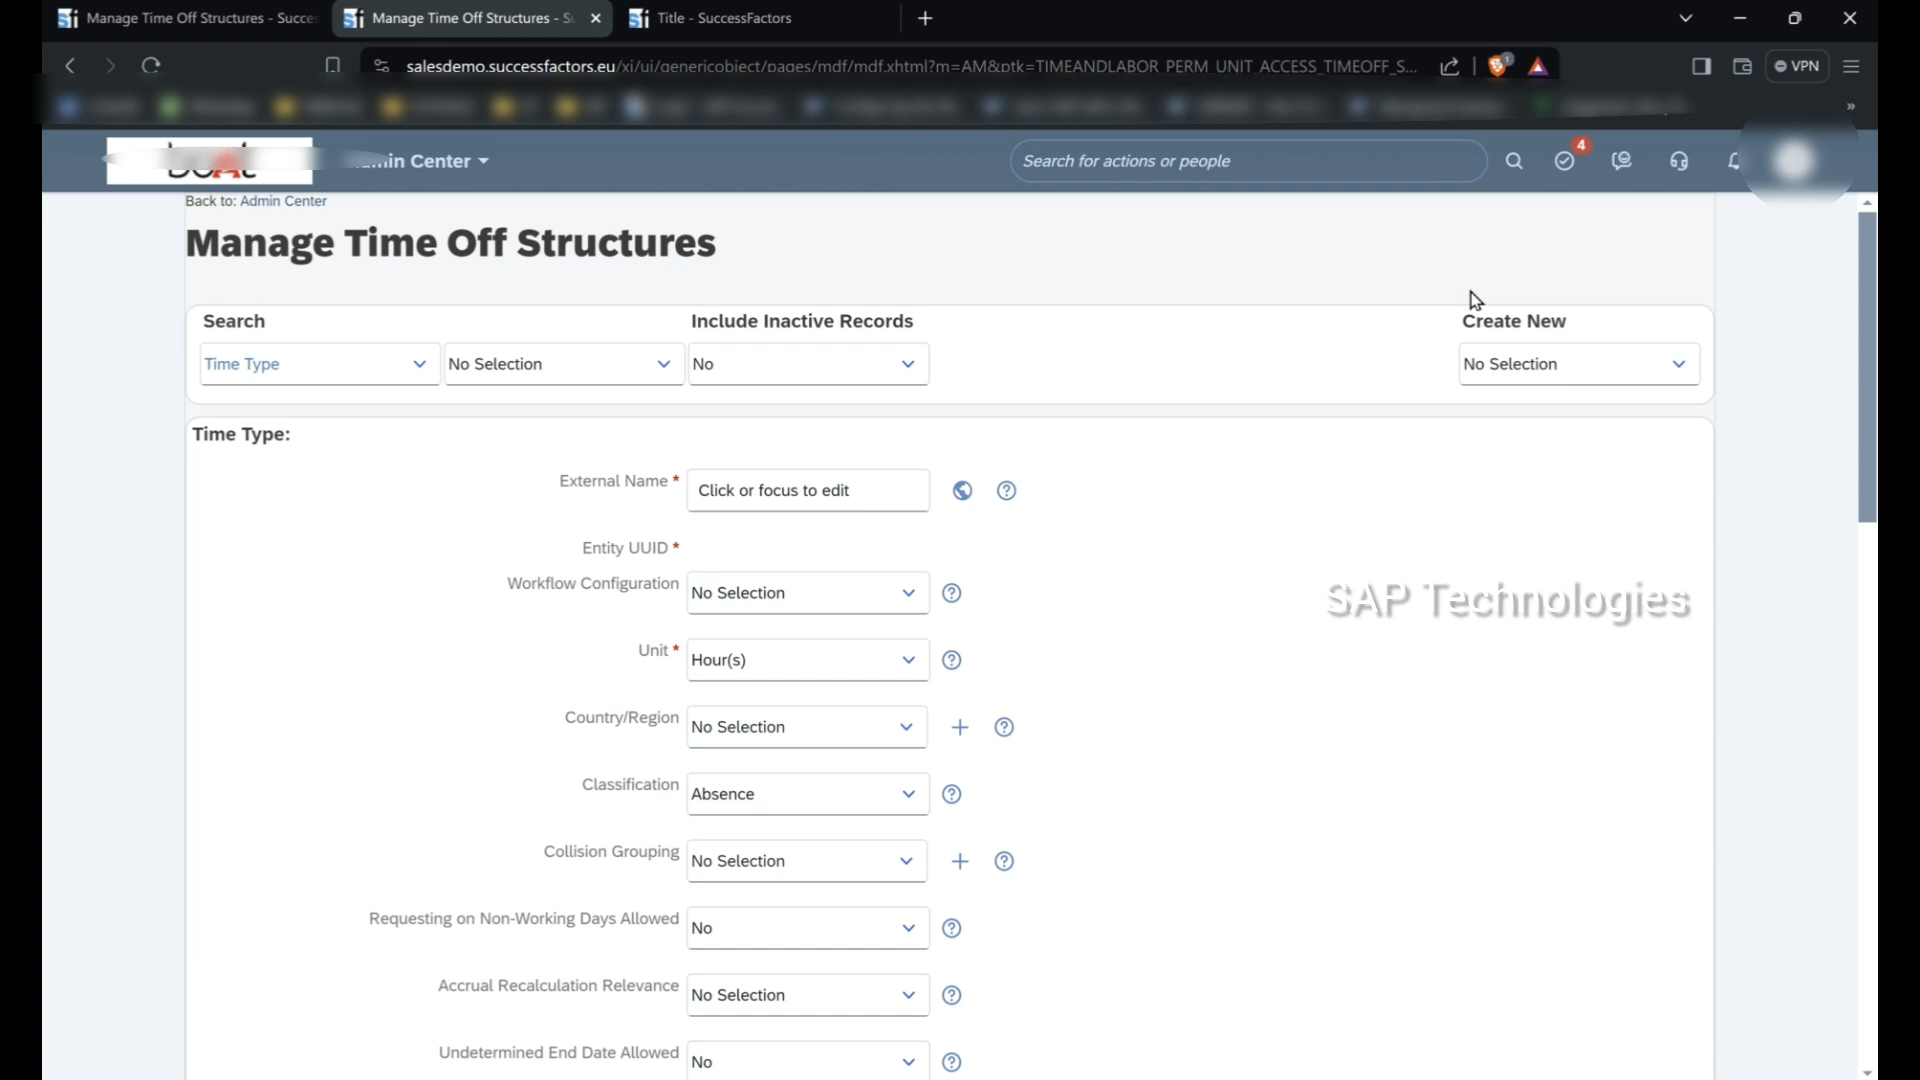 Manage Time Off Structures - Succe
Manage Time Off Structures - S
Title - SuccessFactors
salesdemo.successfactors.eu/xi/ui/genericobject/pages/mdf/mdf.xhtml?m=AM&ptk=TIMEANDLABOR_PERM_UNIT_ACCESS_TIMEOFF_S...
1
VPN
min Center
Search for actions or people
4
Back to: Admin Center
Manage Time Off Structures
Search
Include Inactive Records
Create New
Time Type
No Selection
No
No Selection
Time Type:
External Name *
Click or focus to edit
Entity UUID *
Workflow Configuration
No Selection
Unit *
Hour(s)
Country/Region
No Selection
Classification
Absence
Collision Grouping
No Selection
Requesting on Non-Working Days Allowed
No
Accrual Recalculation Relevance
No Selection
Undetermined End Date Allowed
No
SAP Technologies